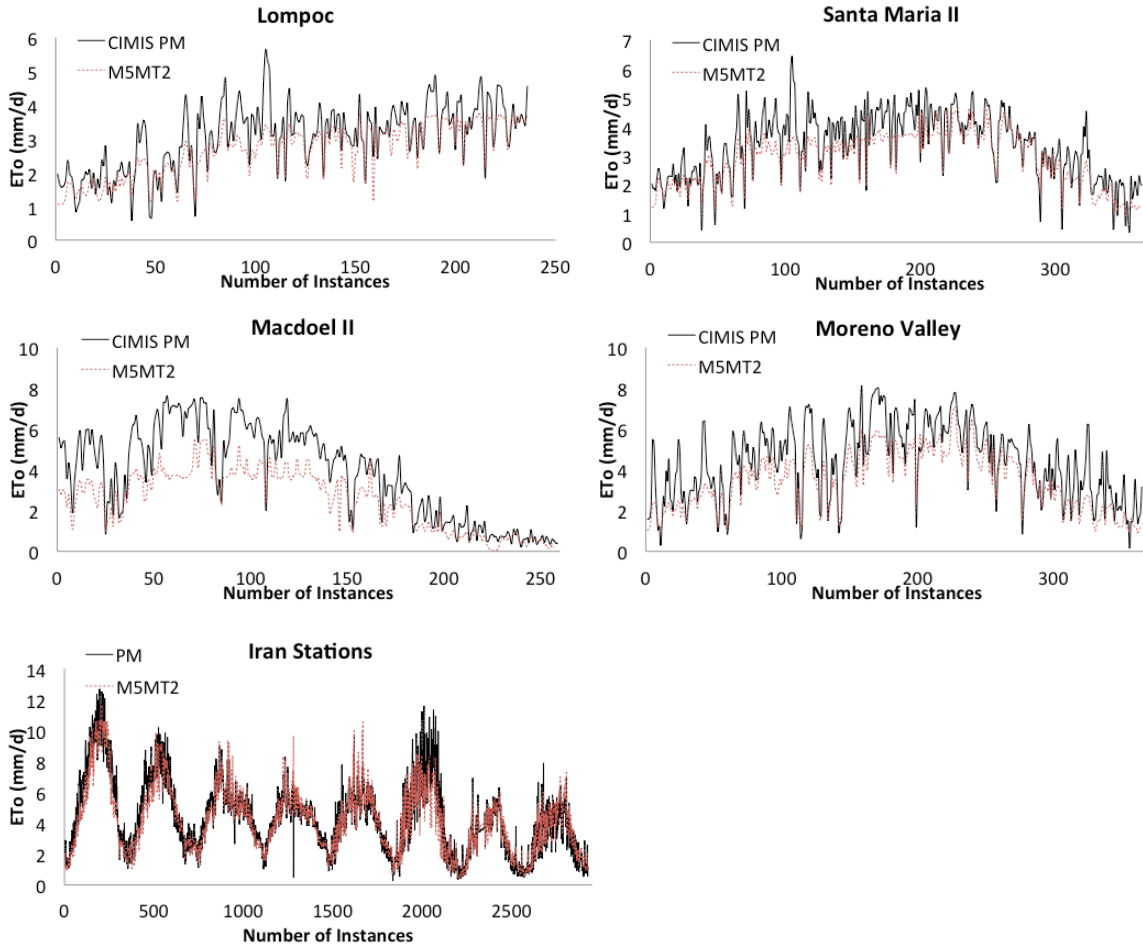 Lompoc
CIMIS PM
M5MT2
ETo (mm/d)
6
5
4
3
2
1
0
0 50 100 150 200 250
Number of Instances
Santa Maria II
CIMIS PM
M5MT2
ETo (mm/d)
7
6
5
4
3
2
1
0
0 100 200 300
Number of Instances
Macdoel II
CIMIS PM
M5MT2
ETo (mm/d)
10
8
6
4
2
0
0 50 100 150 200 250
Number of Instances
Moreno Valley
CIMIS PM
M5MT2
ETo (mm/d)
10
8
6
4
2
0
0 100 200 300
Number of Instances
Iran Stations
PM
M5MT2
ETo (mm/d)
14
12
10
8
6
4
2
0
0 500 1000 1500 2000 2500
Number of Instances